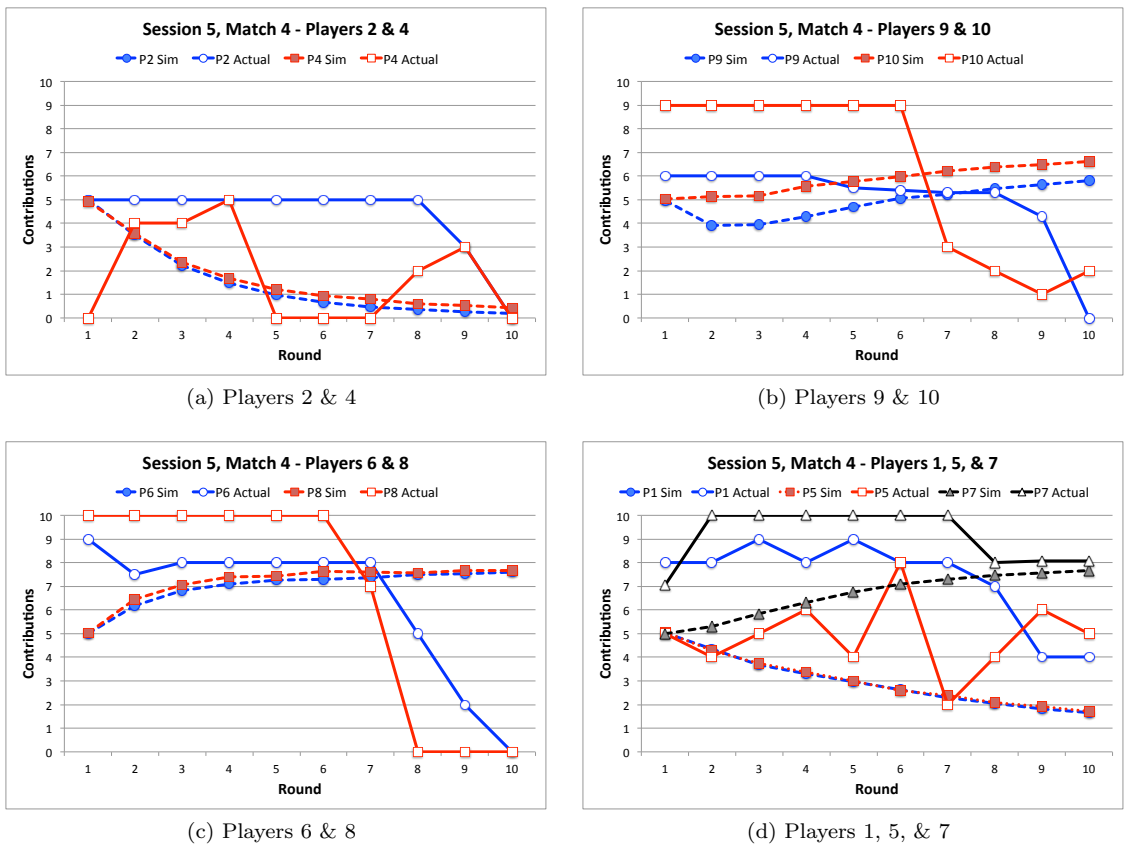 Session 5, Match 4 - Players 2 & 4
P2 Sim P2 Actual P4 Sim P4 Actual
10
9
8
7
6
5
4
3
2
1
0
Contributions
1 2 3 4 5 6 7 8 9 10
Round
(a) Players 2 & 4
Session 5, Match 4 - Players 9 & 10
P9 Sim P9 Actual P10 Sim P10 Actual
10
9
8
7
6
5
4
3
2
1
0
Contributions
1 2 3 4 5 6 7 8 9 10
Round
(b) Players 9 & 10
Session 5, Match 4 - Players 6 & 8
P6 Sim P6 Actual P8 Sim P8 Actual
10
9
8
7
6
5
4
3
2
1
0
Contributions
1 2 3 4 5 6 7 8 9 10
Round
(c) Players 6 & 8
Session 5, Match 4 - Players 1, 5, & 7
P1 Sim P1 Actual P5 Sim P5 Actual P7 Sim P7 Actual
10
9
8
7
6
5
4
3
2
1
0
Contributions
1 2 3 4 5 6 7 8 9 10
Round
(d) Players 1, 5, & 7